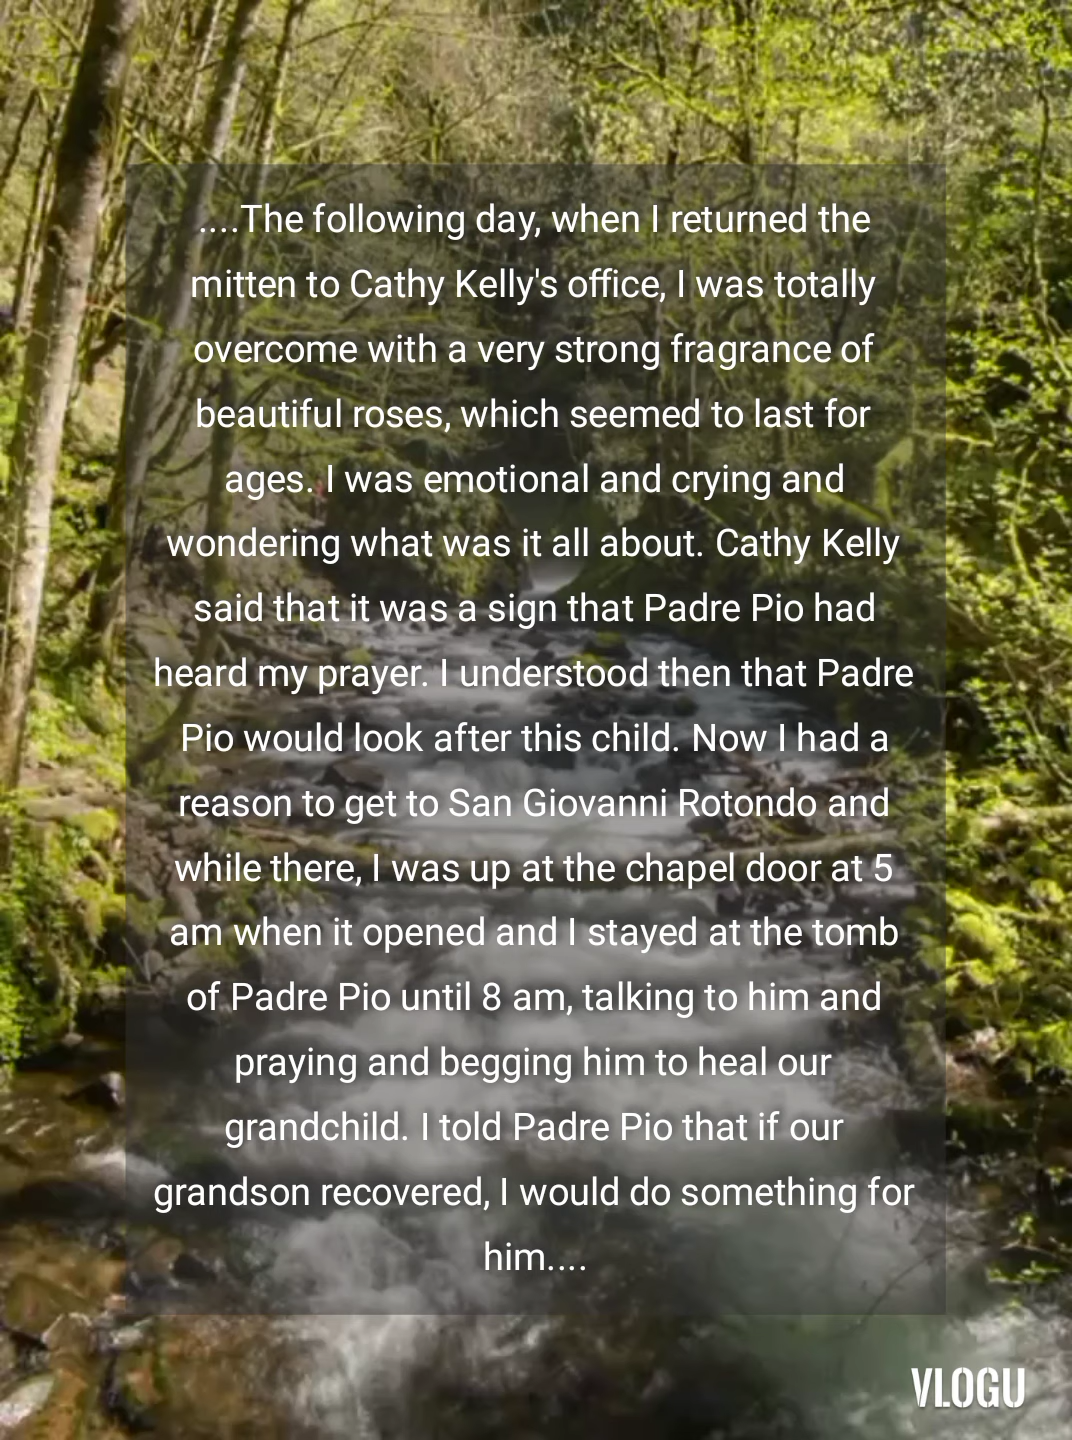 ....The following day, when I returned the
mitten to Cathy Kelly's office, I was totally
overcome with a very strong fragrance of
beautiful roses, which seemed to last for
ages. I was emotional and crying and
wondering what was it all about. Cathy Kelly
said that it was a sign that Padre Pio had
heard my prayer. I understood then that Padre
Pio would look after this child. Now I had a
reason to get to San Giovanni Rotondo and
while there, I was up at the chapel door at 5
am when it opened and I stayed at the tomb
of Padre Pio until 8 am, talking to him and
praying and begging him to heal our
grandchild. I told Padre Pio that if our
grandson recovered, I would do something for
him....
VLOGU